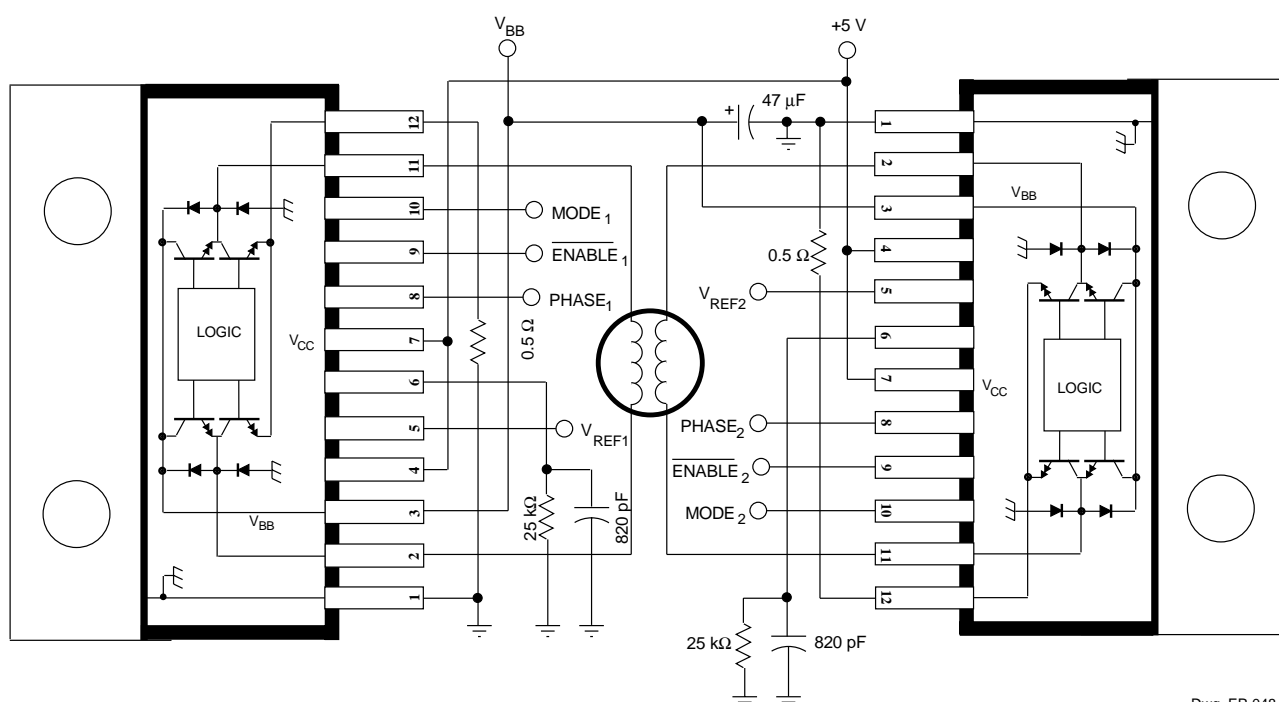 V BB
+5 V
+ 47 µF
12
11
10 MODE 1
9 ENABLE 1
8 PHASE 1
0.5 Ω
LOGIC
V CC
7
6
5 V REF1
4
3
V BB
2
1
25 kΩ
820 pF
1
2
V BB
3
0.5 Ω
4
V REF2 5
6
V CC
LOGIC
7
PHASE 2 8
ENABLE 2 9
MODE 2 10
11
12
25 kΩ
820 pF